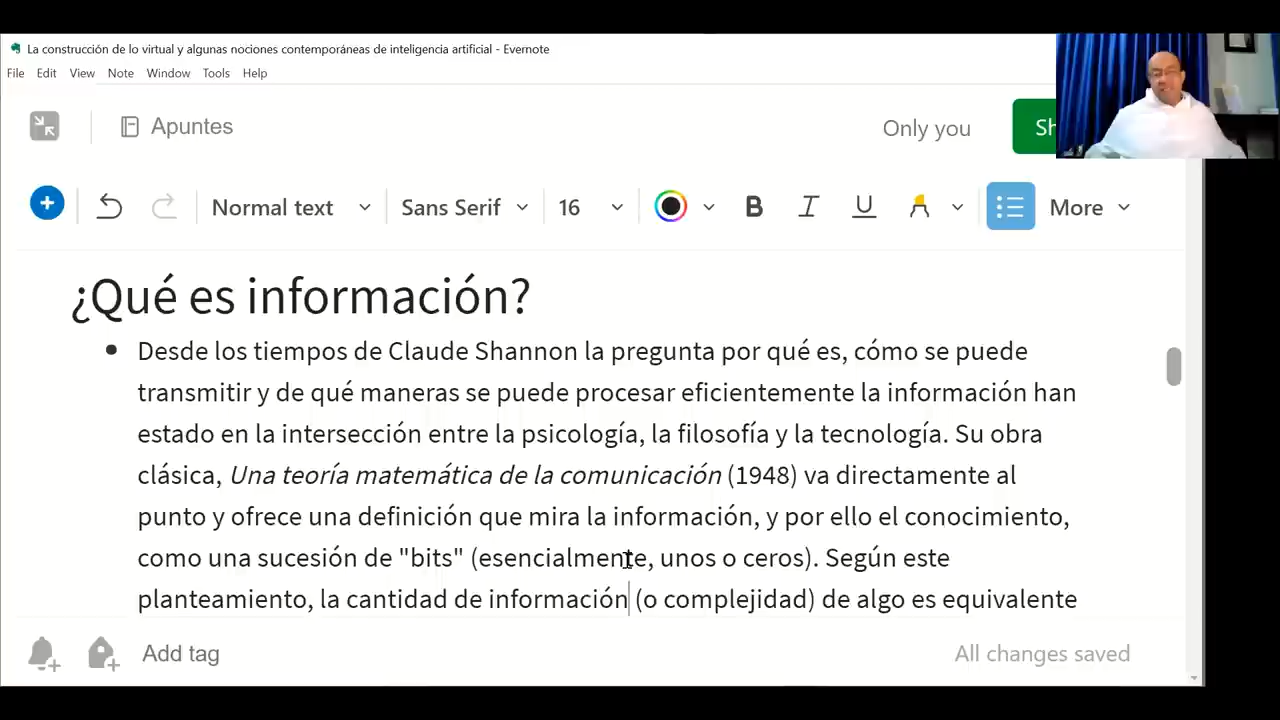 La construcción de lo virtual y algunas nociones contemporáneas de inteligencia artificial - Evernote
File Edit View Note Window Tools Help
Apuntes
Only you
Sh
Normal text
Sans Serif
16
B I U
More
¿Qué es información?
Desde los tiempos de Claude Shannon la pregunta por qué es, cómo se puede
transmitir y de qué maneras se puede procesar eficientemente la información han
estado en la intersección entre la psicología, la filosofía y la tecnología. Su obra
clásica, Una teoría matemática de la comunicación (1948) va directamente al
punto y ofrece una definición que mira la información, y por ello el conocimiento,
como una sucesión de "bits" (esencialmente, unos o ceros). Según este
planteamiento, la cantidad de información (o complejidad) de algo es equivalente
Add tag
All changes saved